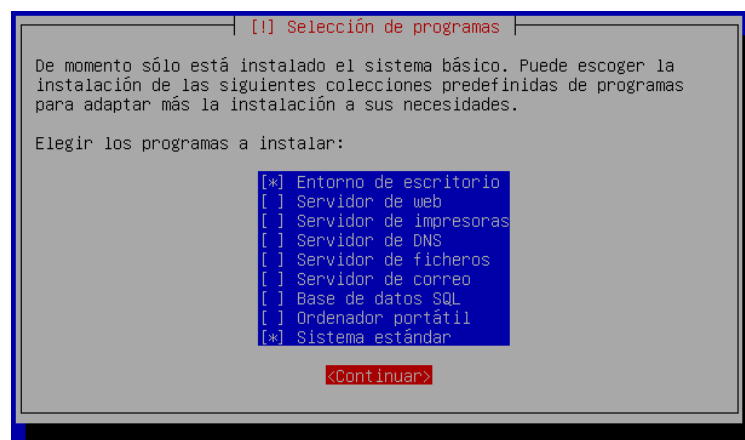 [!] Selección de programas
De momento sólo está instalado el sistema básico. Puede escoger la
instalación de las siguientes colecciones predefinidas de programas
para adaptar más la instalación a sus necesidades.
Elegir los programas a instalar:
[*] Entorno de escritorio
[ ] Servidor de web
[ ] Servidor de impresoras
[ ] Servidor de DNS
[ ] Servidor de ficheros
[ ] Servidor de correo
[ ] Base de datos SQL
[ ] Ordenador portátil
[*] Sistema estándar
<Continuar>